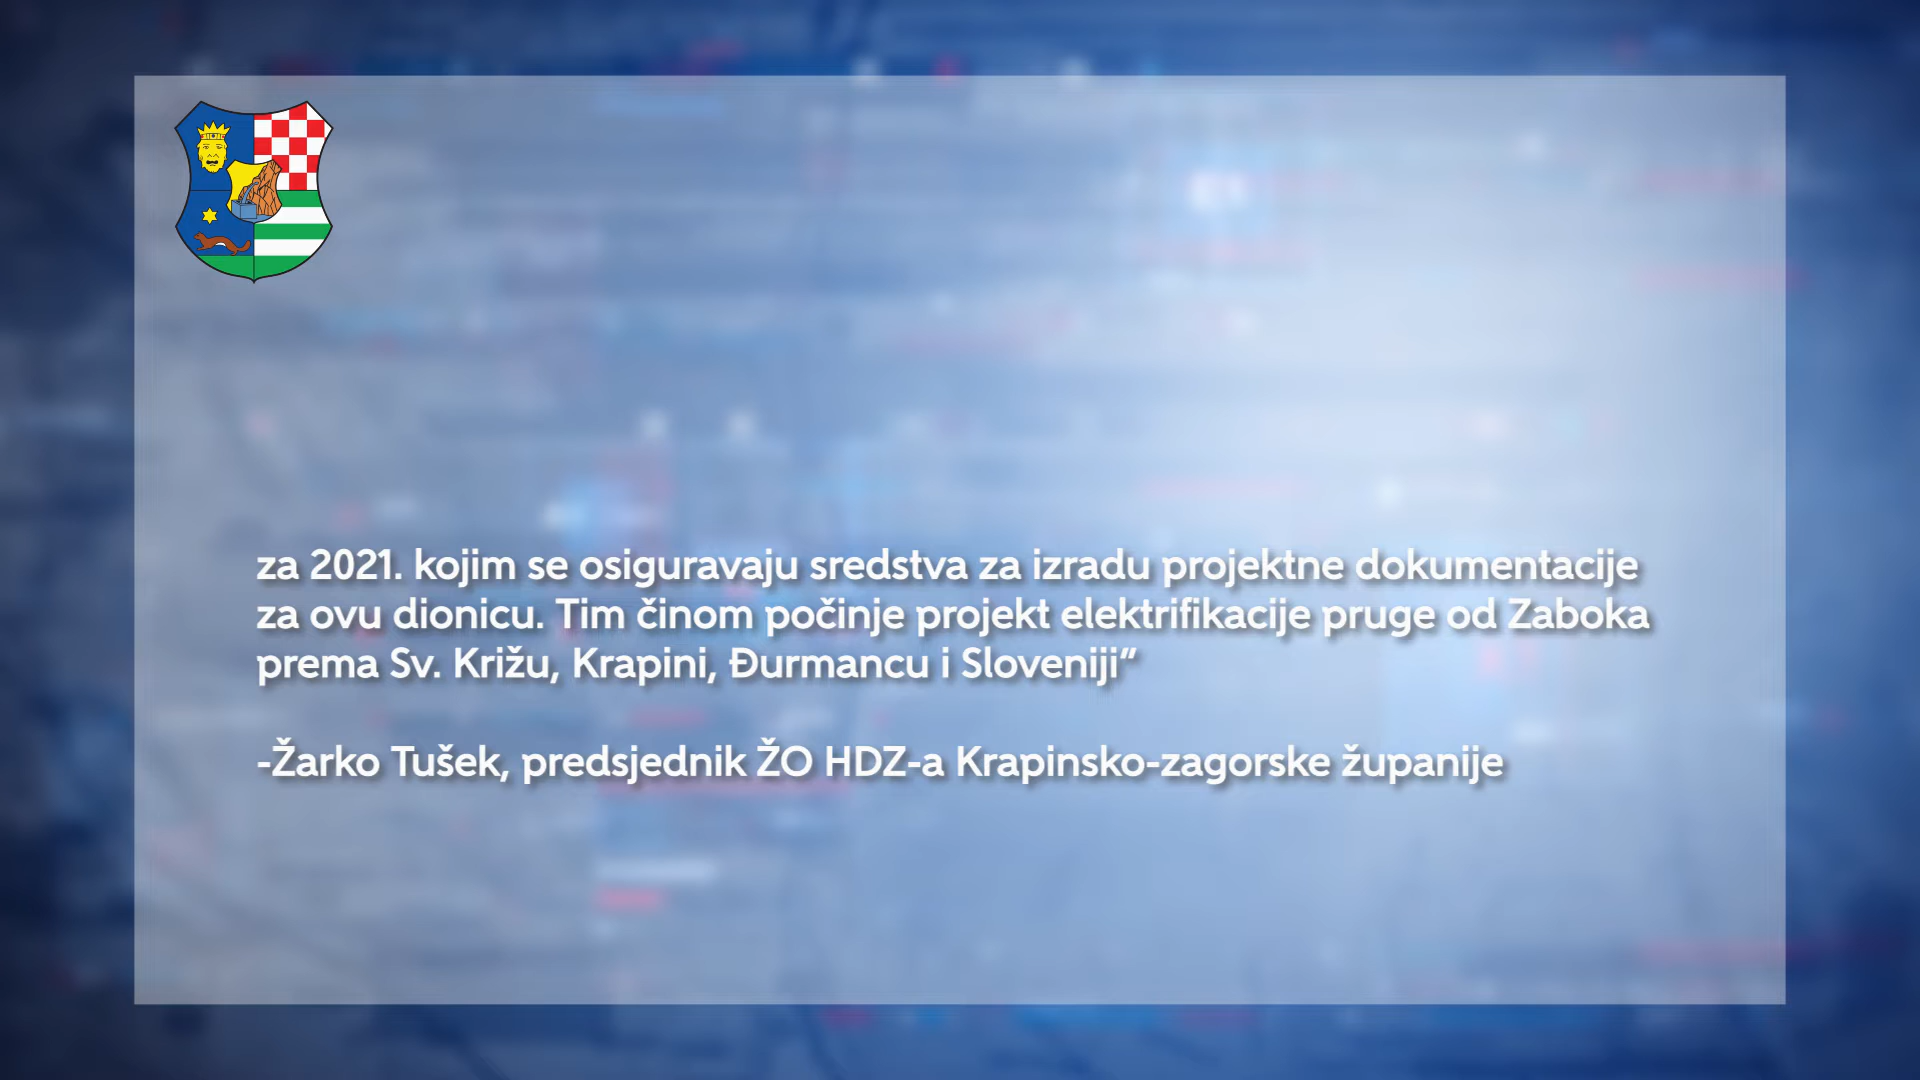 za 2021. kojim se osiguravaju sredstva za izradu projektne dokumentacije
za ovu dionicu. Tim činom počinje projekt elektrifikacije pruge od Zaboka
prema Sv. Križu, Krapini, Đurmancu i Sloveniji”
-Žarko Tušek, predsjednik ŽO HDZ-a Krapinsko-zagorske županije